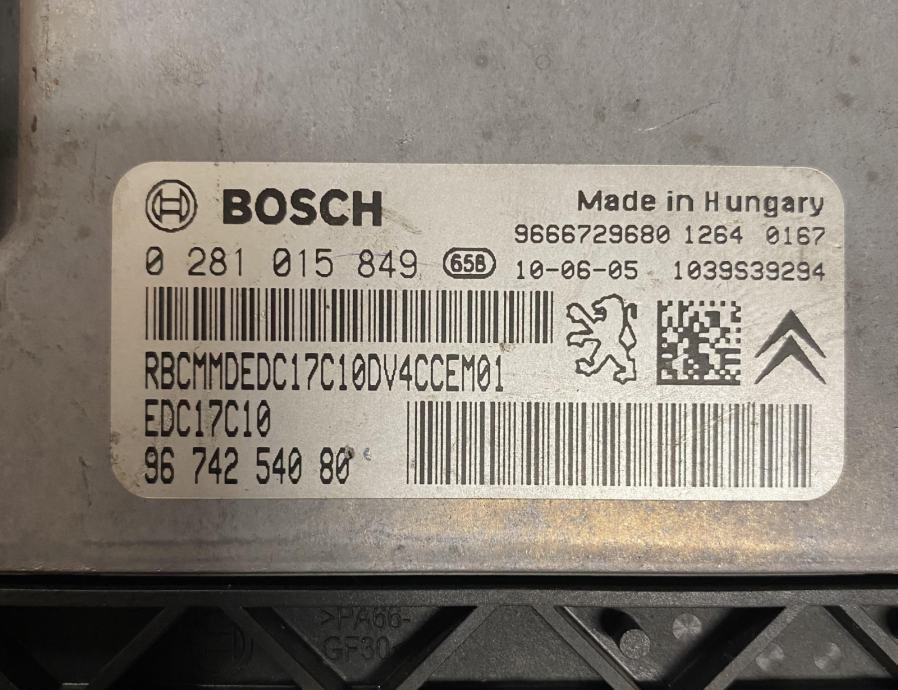 BOSCH
Made in Hungary
9666729680 1264 0167
0 281 015 849 658 10-06-05 1039S39294
RBCMMDEDC17C10DV4CCEM01
EDC17C10
96 742 540 80
>PA66-
GF30